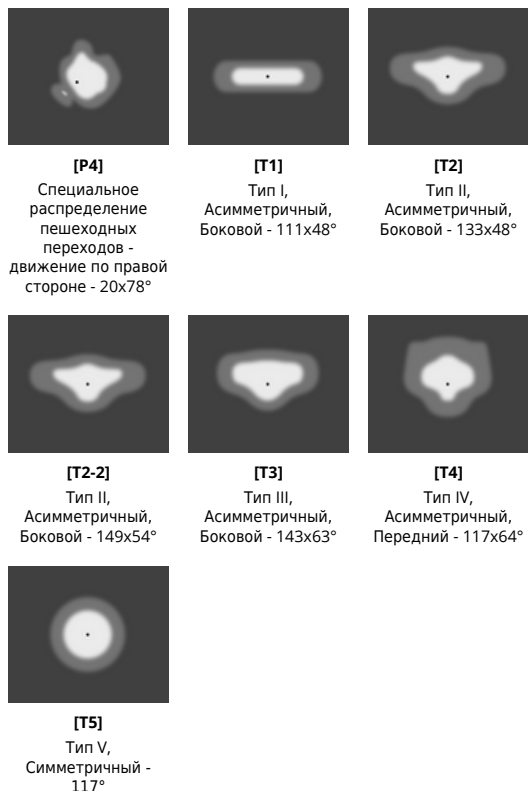 [P4]
Специальное
распределение
пешеходных
переходов -
движение по правой
стороне - 20x78°
[T1]
Тип I,
Асимметричный,
Боковой - 111x48°
[T2]
Тип II,
Асимметричный,
Боковой - 133x48°
[T2-2]
Тип II,
Асимметричный,
Боковой - 149x54°
[T3]
Тип III,
Асимметричный,
Боковой - 143x63°
[T4]
Тип IV,
Асимметричный,
Передний - 117x64°
[T5]
Тип V,
Симметричный -
117°